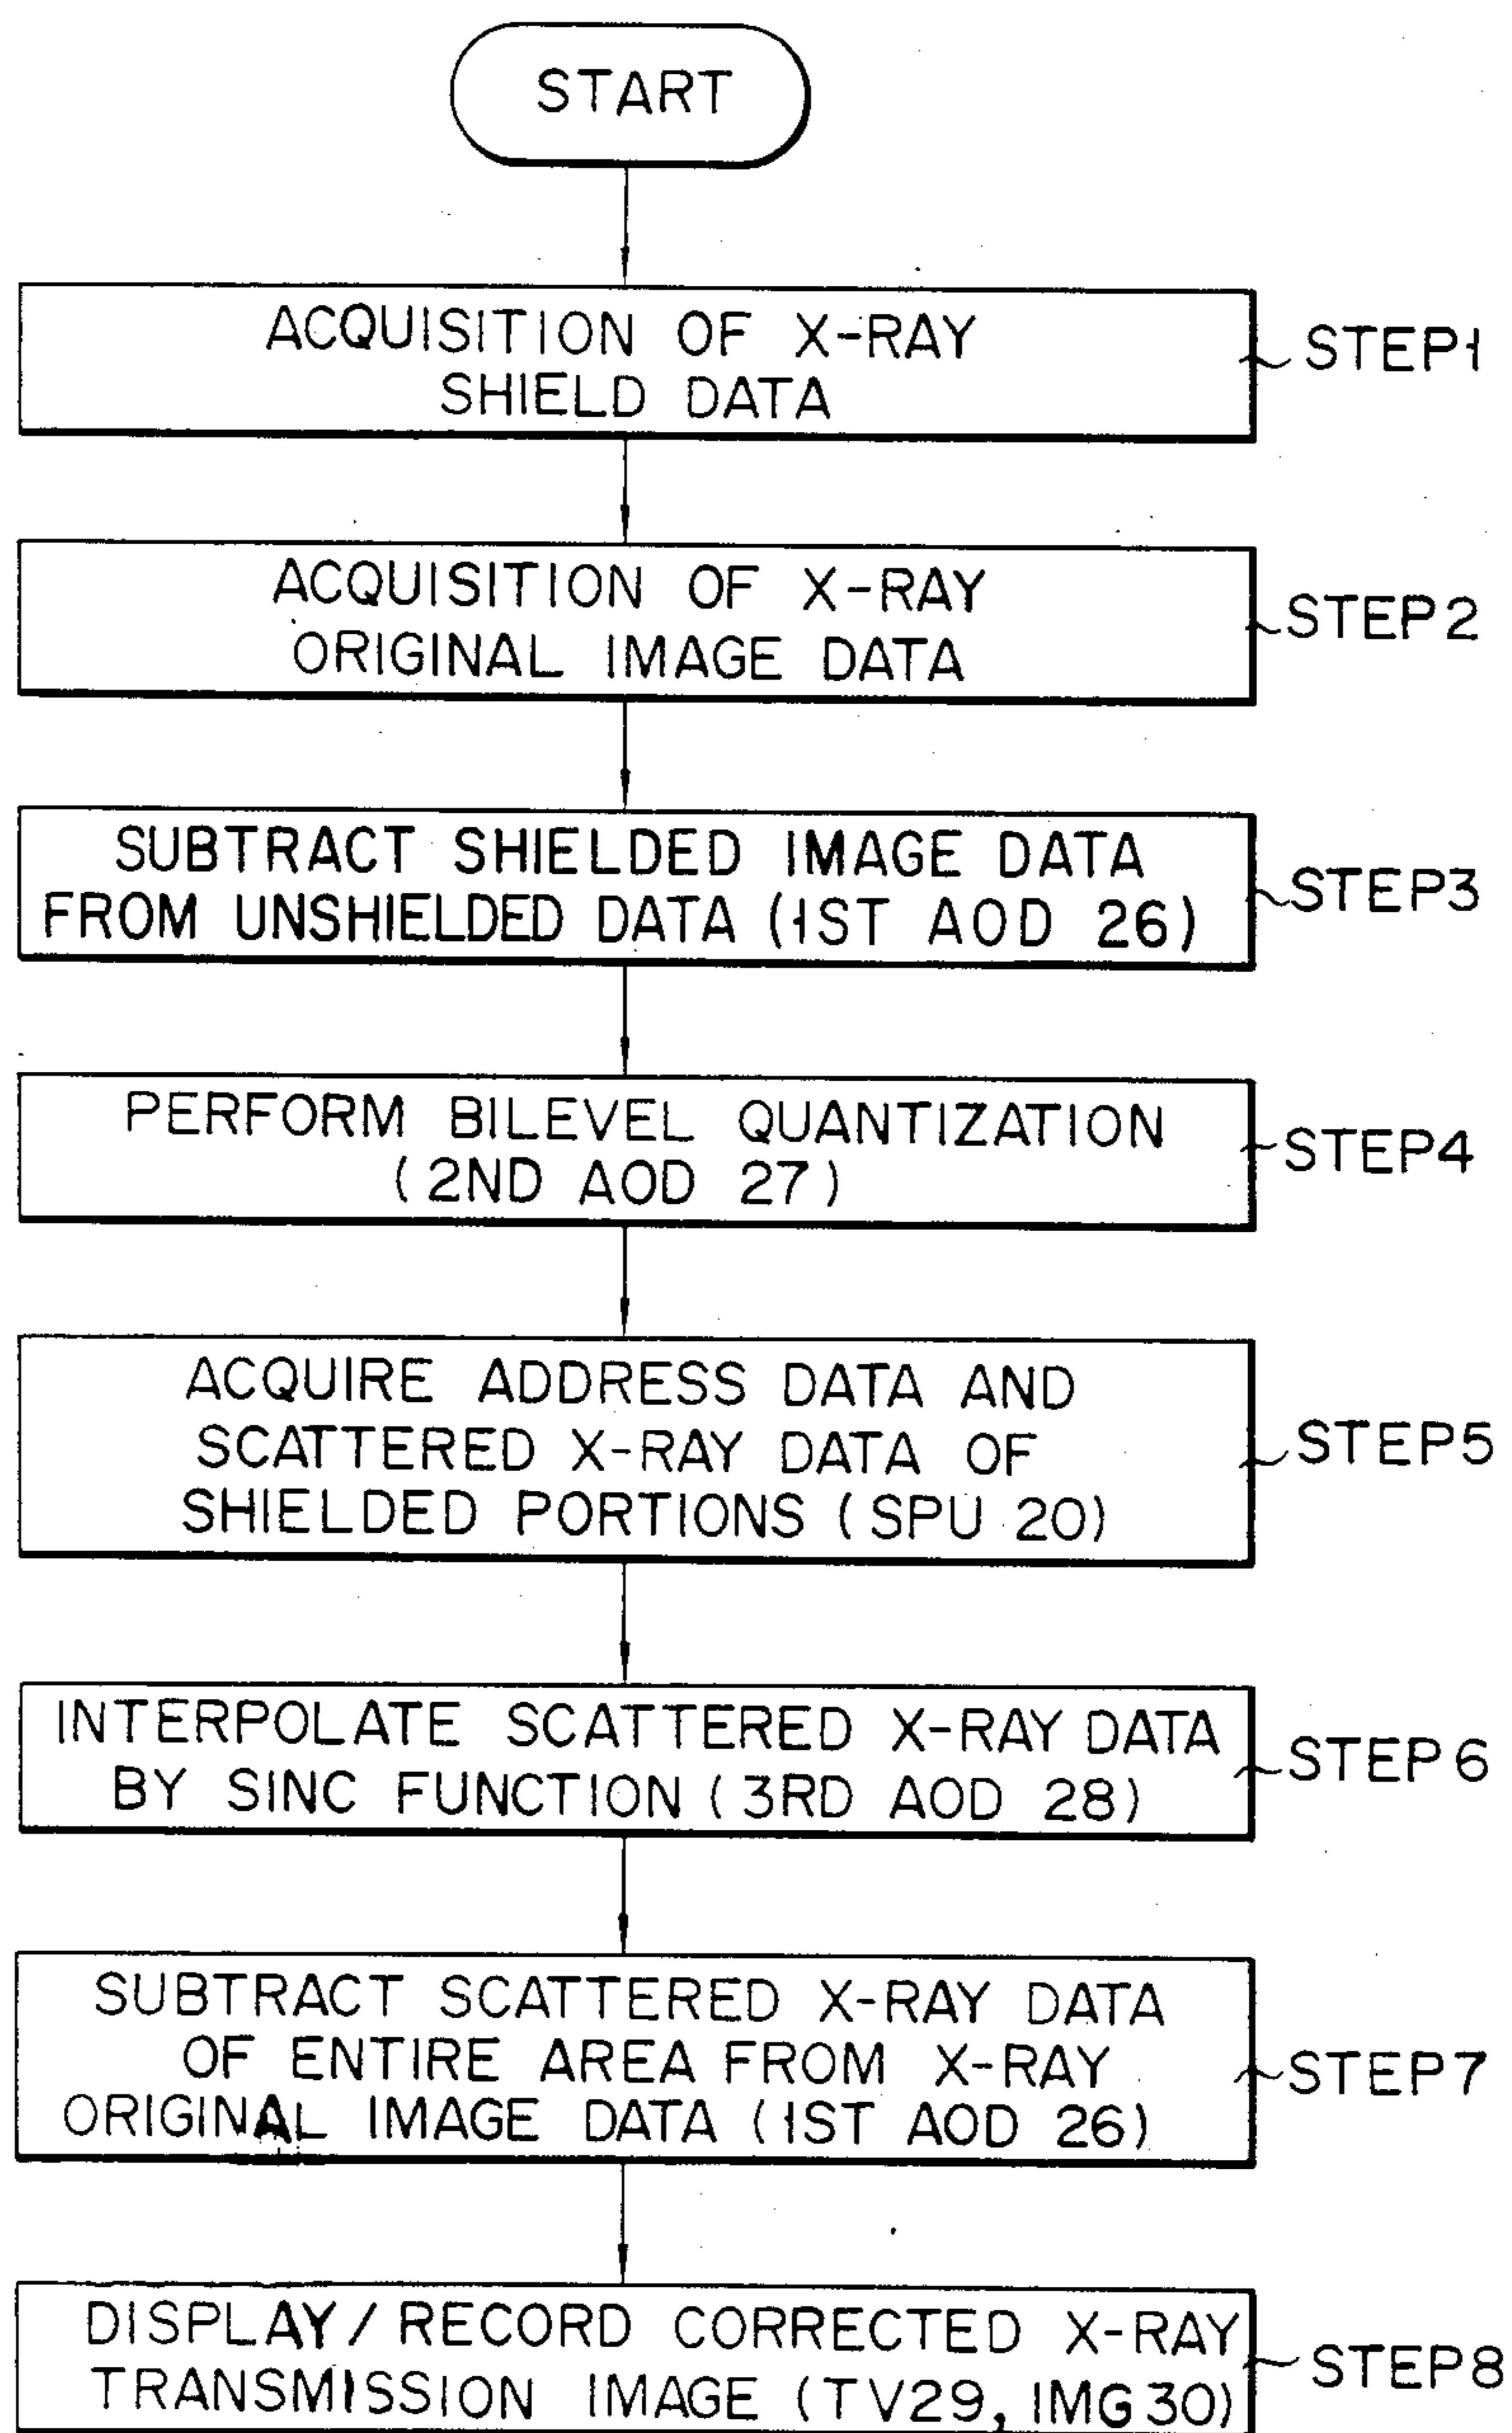 START
ACQUISITION OF X-RAY
SHIELD DATA
STEP1
ACQUISITION OF X-RAY
ORIGINAL IMAGE DATA
STEP2
SUBTRACT SHIELDED IMAGE DATA
FROM UNSHIELDED DATA (1ST AOD 26)
STEP3
PERFORM BILEVEL QUANTIZATION
(2ND AOD 27)
STEP4
ACQUIRE ADDRESS DATA AND
SCATTERED X-RAY DATA OF
SHIELDED PORTIONS (SPU 20)
STEP5
INTERPOLATE SCATTERED X-RAY DATA
BY SINC FUNCTION (3RD AOD 28)
STEP6
SUBTRACT SCATTERED X-RAY DATA
OF ENTIRE AREA FROM X-RAY
ORIGINAL IMAGE DATA (1ST AOD 26)
STEP7
DISPLAY/RECORD CORRECTED X-RAY
TRANSMISSION IMAGE (TV29, IMG30)
STEP8